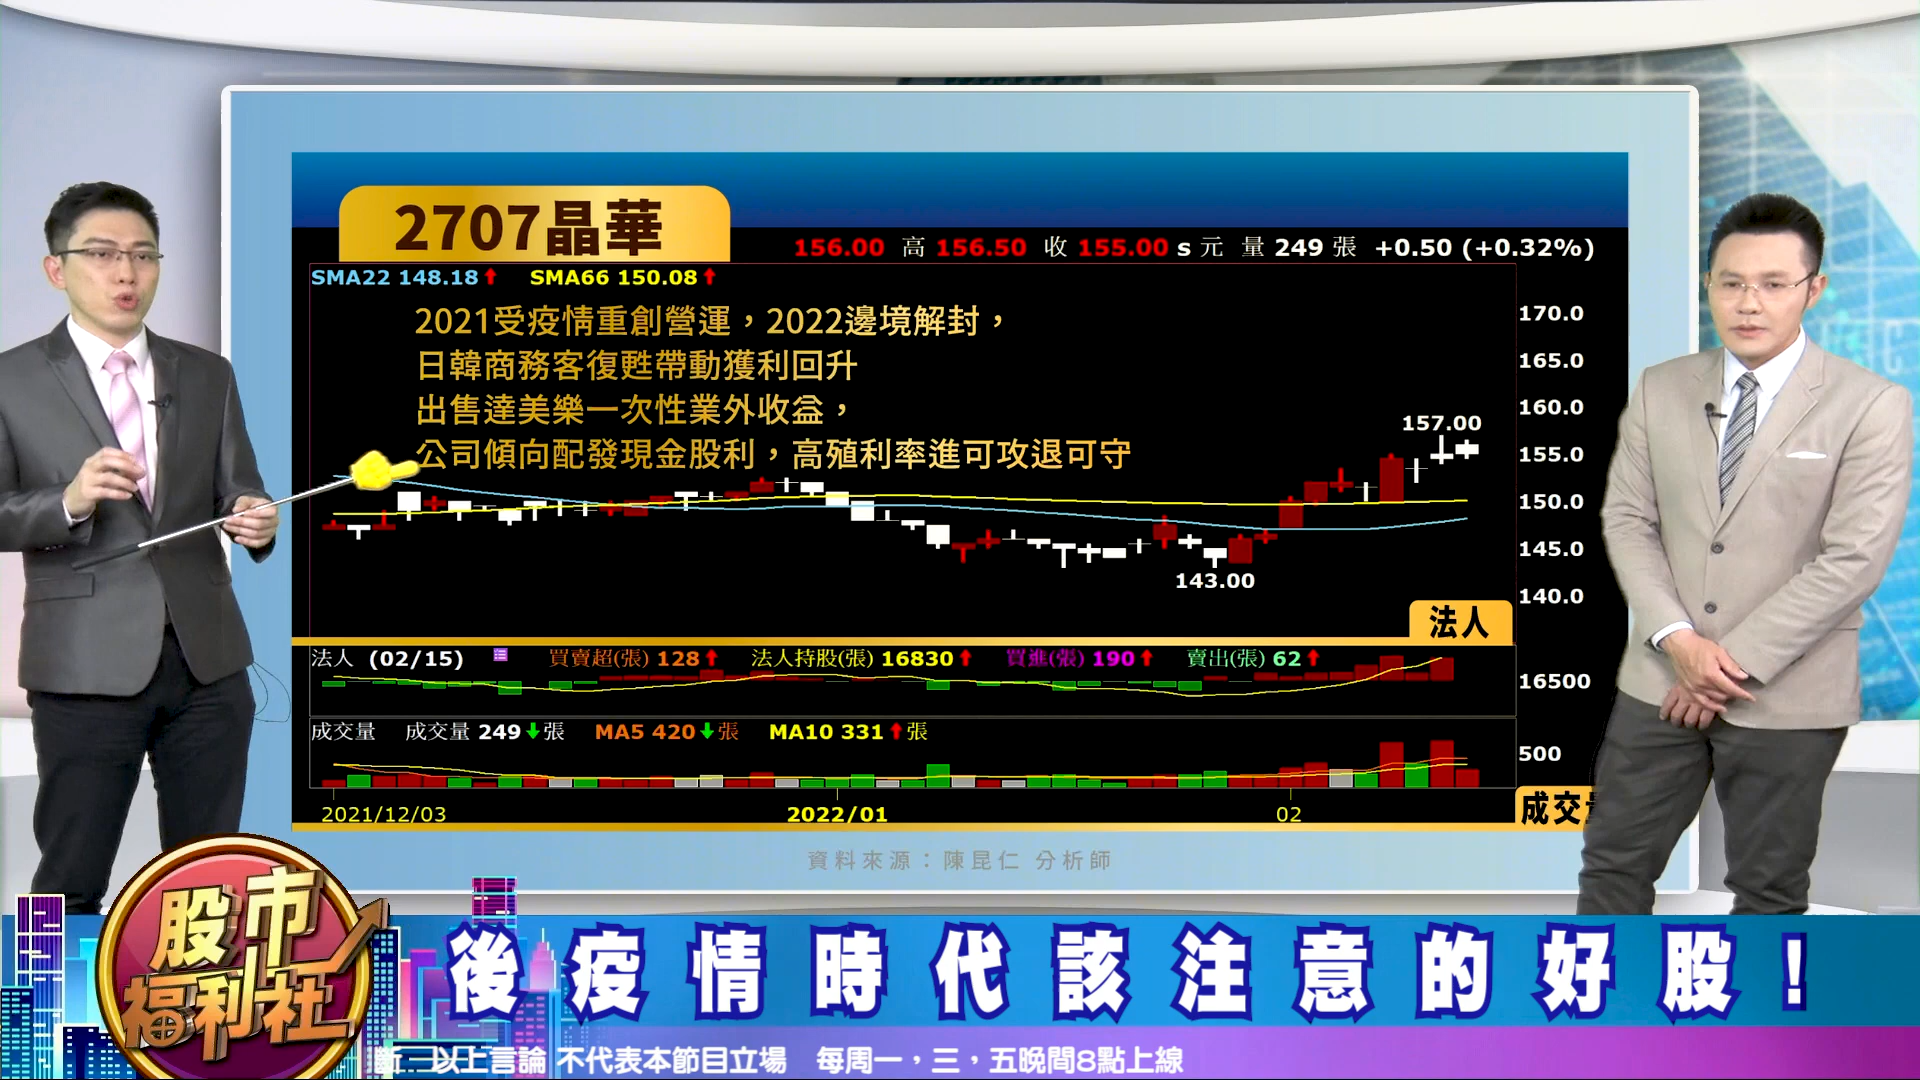 2707晶華
156.00 高 156.50 收 155.00 s 元 量 249 張 +0.50 (+0.32%)
SMA22 148.18 SMA66 150.08
2021受疫情重創營運，2022邊境解封，
日韓商務客復甦帶動獲利回升
出售達美樂一次性業外收益，
公司傾向配發現金股利，高殖利率進可攻退可守
170.0
165.0
160.0
157.00
155.0
150.0
145.0
143.00
140.0
法人
法人 (02/15) 買賣超(張) 128 法人持股(張) 16830 買進(張) 190 賣出(張) 62
16500
成交量 成交量 249 張 MA5 420 張 MA10 331 張
500
2021/12/03 2022/01 02
成交
資料來源：陳昆仁 分析師
股市
福利社
後疫情時代該注意的好股！
斷 以上言論 不代表本節目立場 每周一，三，五晚間8點上線